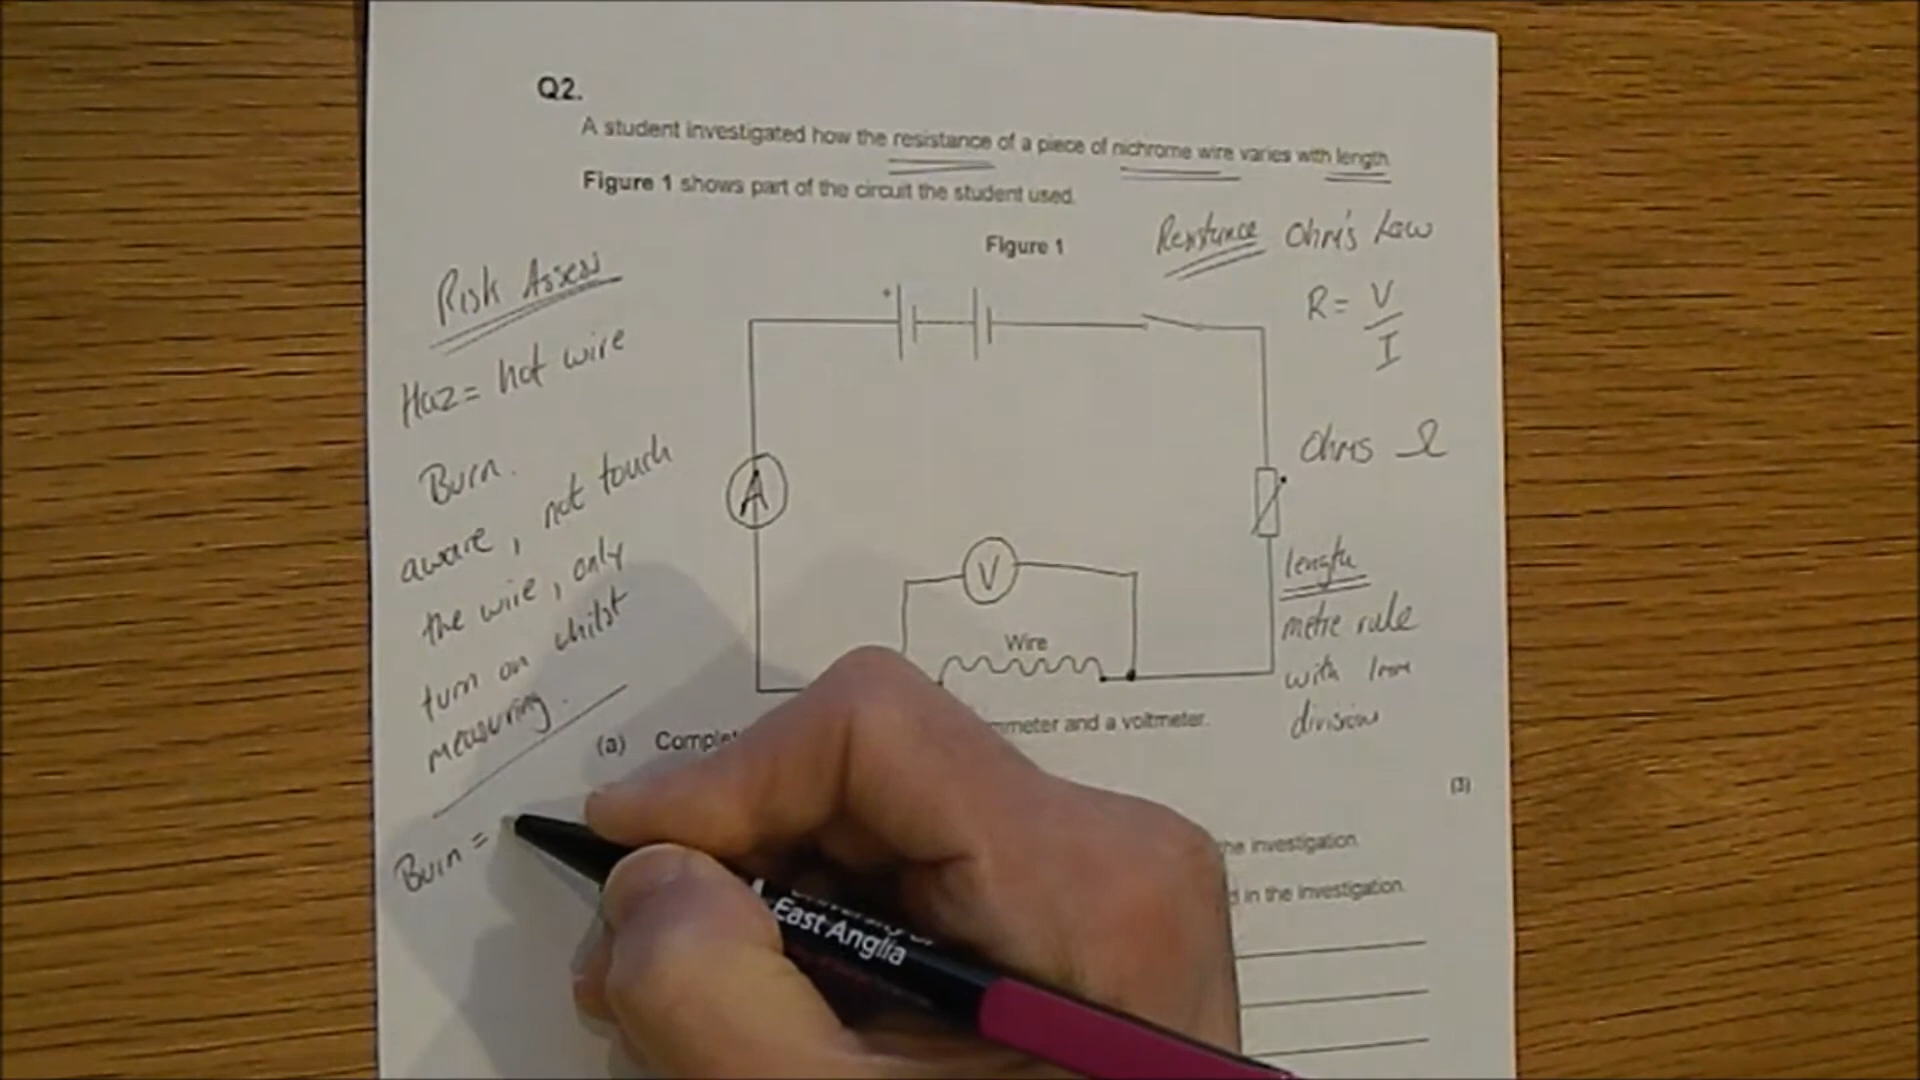 Q2.
A student investigated how the resistance of a piece of nichrome wire varies with length.
Figure 1 shows part of the circuit the student used.
Figure 1
Resistance Ohm's Law
R = V
I
Ohms Ω
length
metre rule
with 1mm
division
Risk Assess
Haz = hot wire
Burn.
aware, not touch
the wire, only
turn on whilst
measuring.
Burn =
A
V
Wire
(a) Complet
mmeter and a voltmeter.
(3)
the investigation.
d in the investigation.
East Anglia